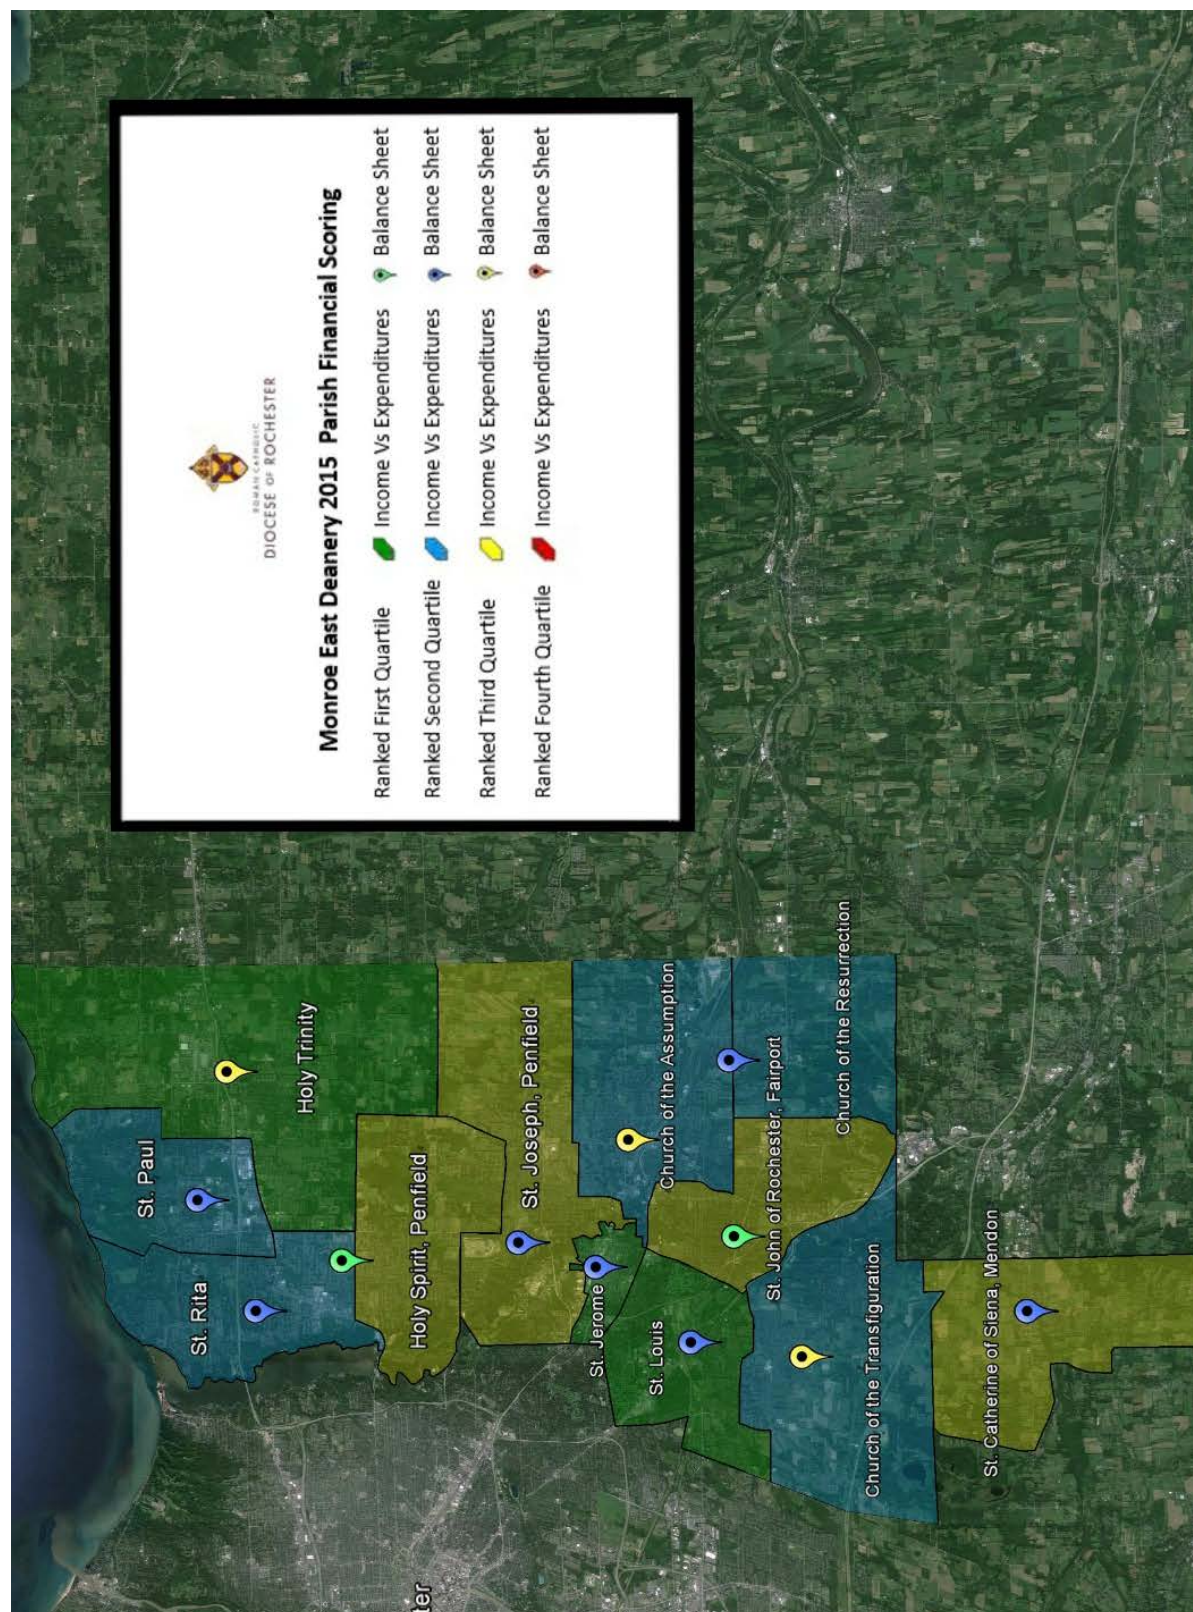 ROMAN CATHOLIC
DIOCESE OF ROCHESTER
Monroe East Deanery 2015 Parish Financial Scoring
Ranked First Quartile Income Vs Expenditures Balance Sheet
Ranked Second Quartile Income Vs Expenditures Balance Sheet
Ranked Third Quartile Income Vs Expenditures Balance Sheet
Ranked Fourth Quartile Income Vs Expenditures Balance Sheet
St. Paul
St. Rita
Holy Trinity
Holy Spirit, Penfield
St. Joseph, Penfield
St. Jerome
St. Louis
Church of the Assumption
St. John of Rochester, Fairport
Church of the Resurrection
Church of the Transfiguration
St. Catherine of Siena, Mendon
ter